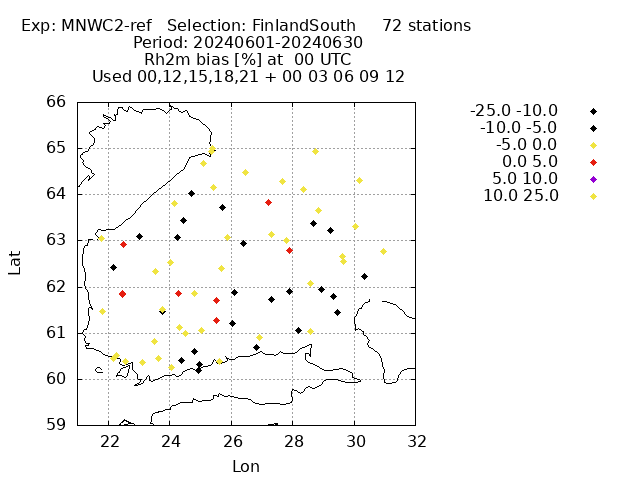 Exp: MNWC2-ref   Selection: FinlandSouth     72 stations
Period: 20240601-20240630
Rh2m bias [%] at  00 UTC
Used 00,12,15,18,21 + 00 03 06 09 12
66
65
64
63
62
61
60
59
22 24 26 28 30 32
Lat
Lon
-25.0 -10.0
-10.0 -5.0
-5.0 0.0
0.0 5.0
5.0 10.0
10.0 25.0